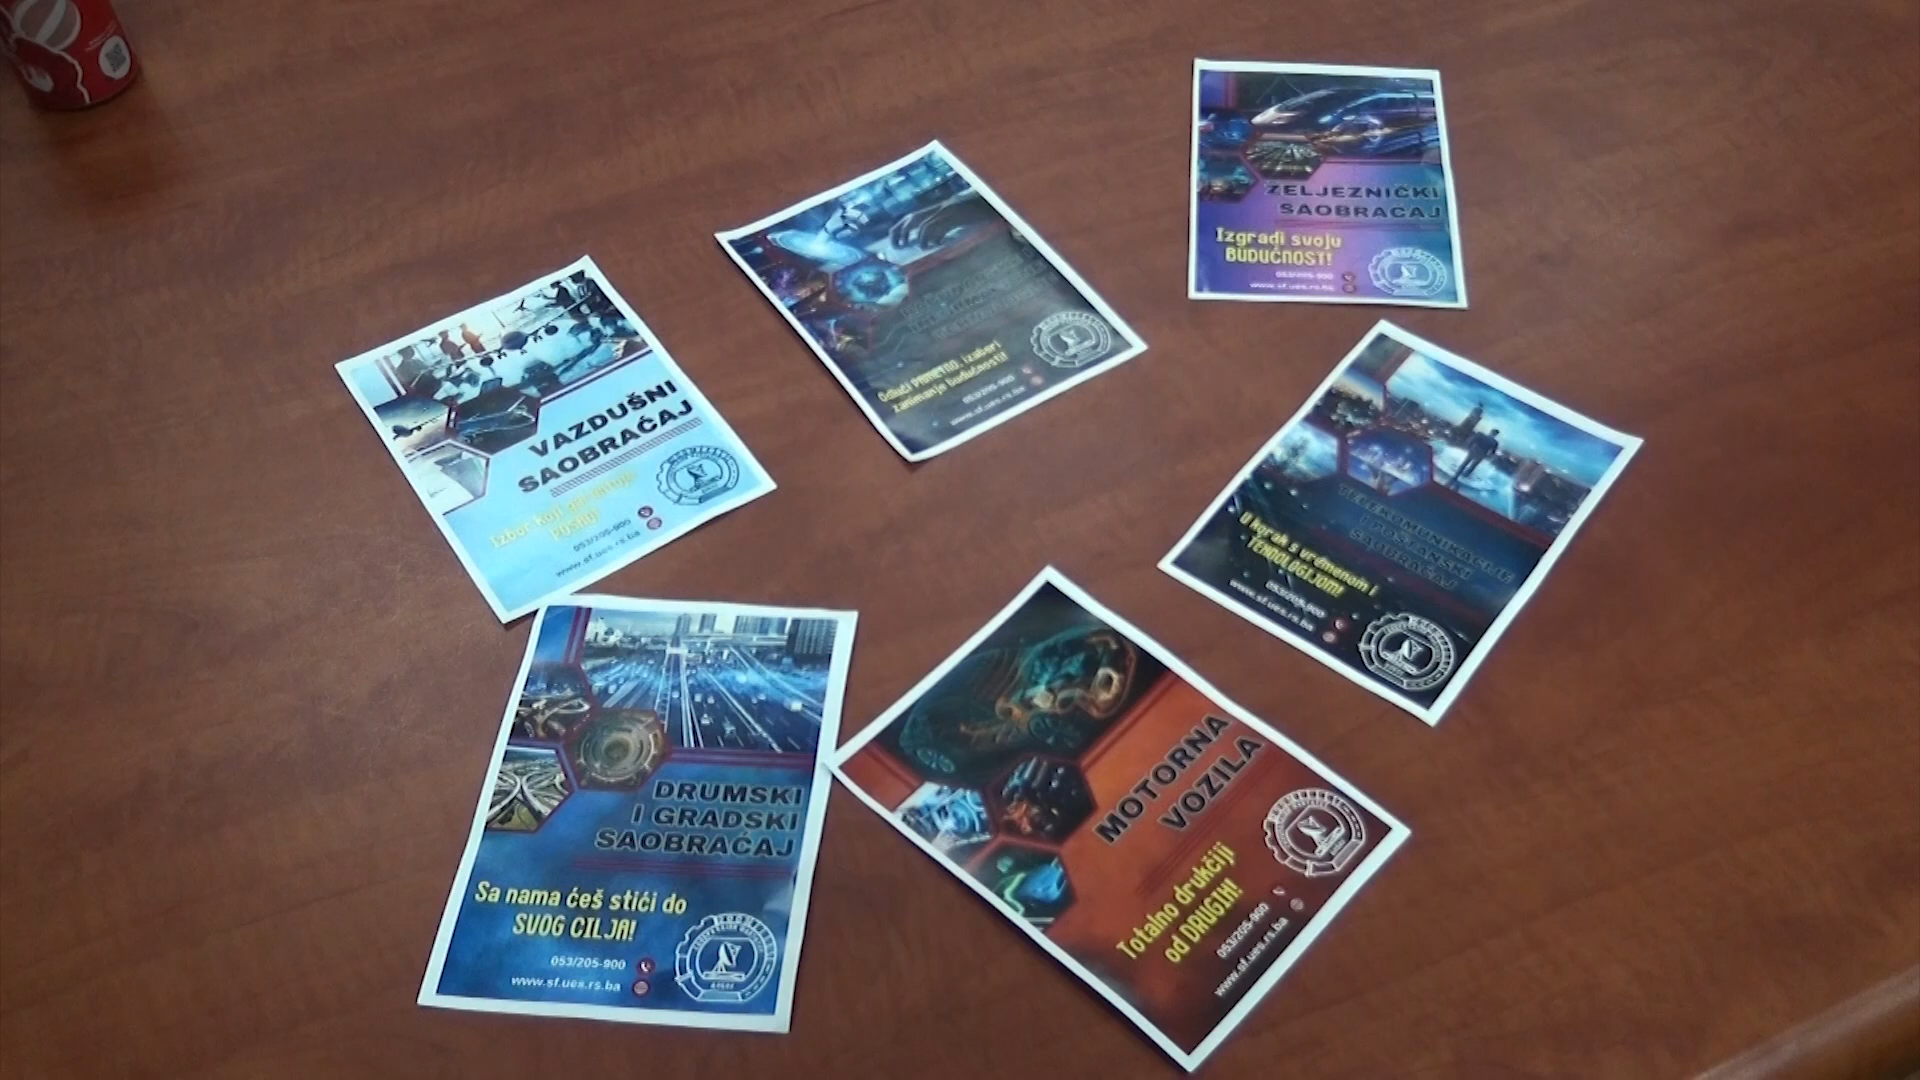 ŽELJEZNIČKI
SAOBRAĆAJ
Izgradi svoju
BUDUĆNOST!
053/205-900
www.sf.ues.rs.ba
Odluči PAMETNO, izaberi
zanimanje budućnosti!
053/205-900
www.sf.ues.rs.ba
VAZDUŠNI
SAOBRAĆAJ
Izbor koji garantuje
053/205-900
www.sf.ues.rs.ba
TELEKOMUNIKACIJE
I POŠTANSKI
SAOBRAĆAJ
U korak s vremenom i
TEHNOLOGIJOM!
053/205-900
www.sf.ues.rs.ba
DRUMSKI
I GRADSKI
SAOBRAĆAJ
Sa nama ćeš stići do
SVOG CILJA!
053/205-900
www.sf.ues.rs.ba
MOTORNA
VOZILA
Totalno drukčiji
od DRUGIH!
053/205-900
www.sf.ues.rs.ba